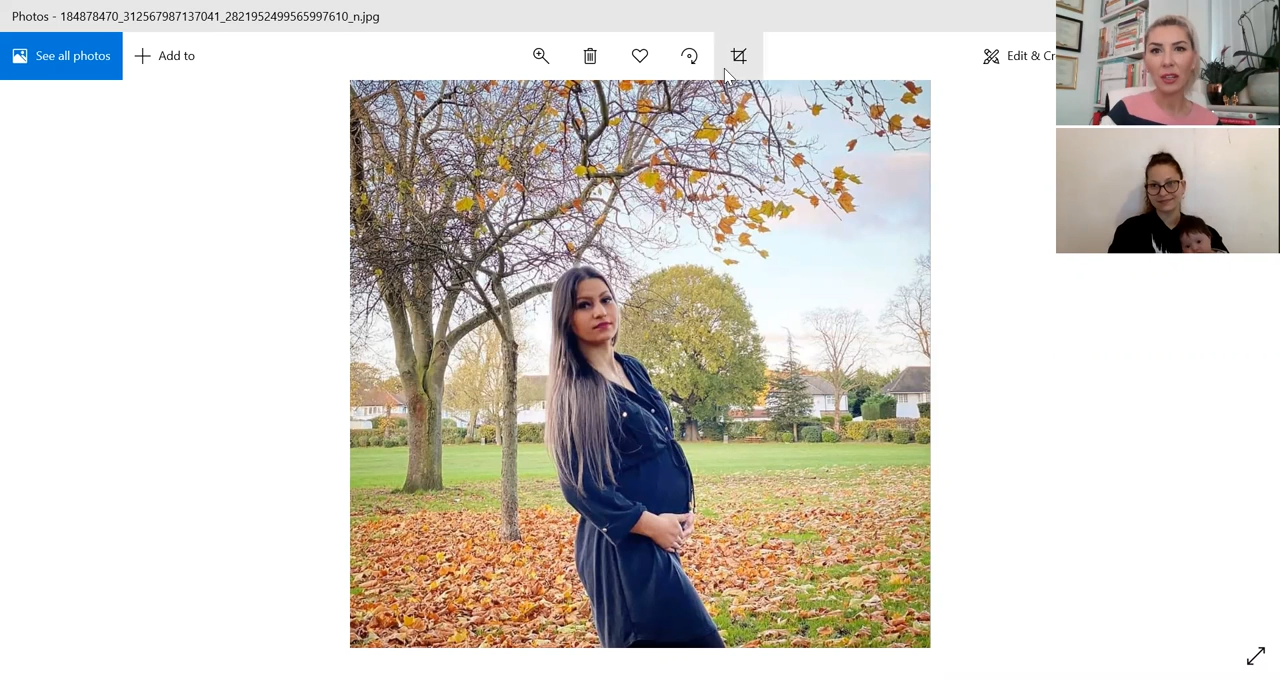 Photos - 184878470_312567987137041_2821952499565997610_n.jpg
See all photos
Add to
Edit & Cr